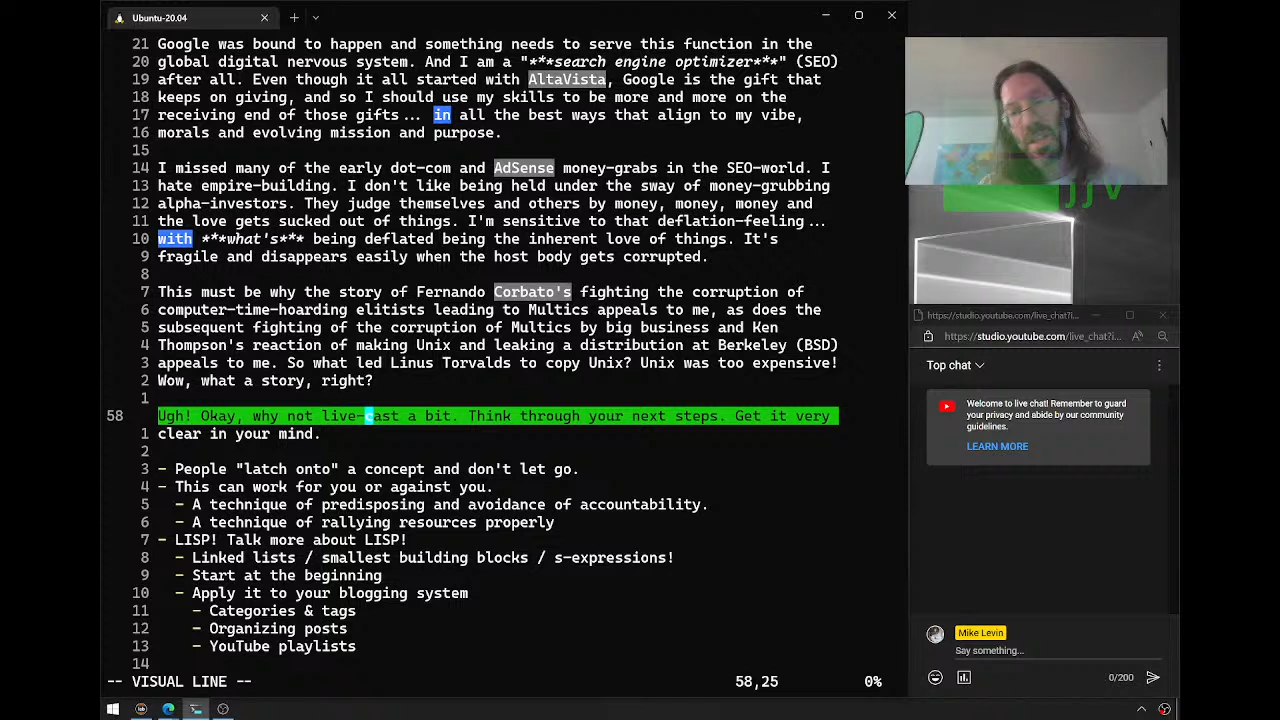 Ubuntu-20.04
21 Google was bound to happen and something needs to serve this function in the
20 global digital nervous system. And I am a "***search engine optimizer***" (SEO)
19 after all. Even though it all started with AltaVista, Google is the gift that
18 keeps on giving, and so I should use my skills to be more and more on the
17 receiving end of those gifts... in all the best ways that align to my vibe,
16 morals and evolving mission and purpose.
15
14 I missed many of the early dot-com and AdSense money-grabs in the SEO-world. I
13 hate empire-building. I don't like being held under the sway of money-grubbing
12 alpha-investors. They judge themselves and others by money, money, money and
11 the love gets sucked out of things. I'm sensitive to that deflation-feeling...
10 with ***what's*** being deflated being the inherent love of things. It's
9 fragile and disappears easily when the host body gets corrupted.
8
7 This must be why the story of Fernando Corbato's fighting the corruption of
6 computer-time-hoarding elitists leading to Multics appeals to me, as does the
5 subsequent fighting of the corruption of Multics by big business and Ken
4 Thompson's reaction of making Unix and leaking a distribution at Berkeley (BSD)
3 appeals to me. So what led Linus Torvalds to copy Unix? Unix was too expensive!
2 Wow, what a story, right?
1
58 Ugh! Okay, why not live-cast a bit. Think through your next steps. Get it very
1 clear in your mind.
2
3 - People "latch onto" a concept and don't let go.
4 - This can work for you or against you.
5 - A technique of predisposing and avoidance of accountability.
6 - A technique of rallying resources properly
7 - LISP! Talk more about LISP!
8 - Linked lists / smallest building blocks / s-expressions!
9 - Start at the beginning
10 - Apply it to your blogging system
11 - Categories & tags
12 - Organizing posts
13 - YouTube playlists
14
-- VISUAL LINE -- 58,25 0%
https://studio.youtube.com/live_chat?i...
https://studio.youtube.com/live_chat?i...
Top chat
Welcome to live chat! Remember to guard
your privacy and abide by our community
guidelines.
LEARN MORE
Mike Levin
Say something...
0/200